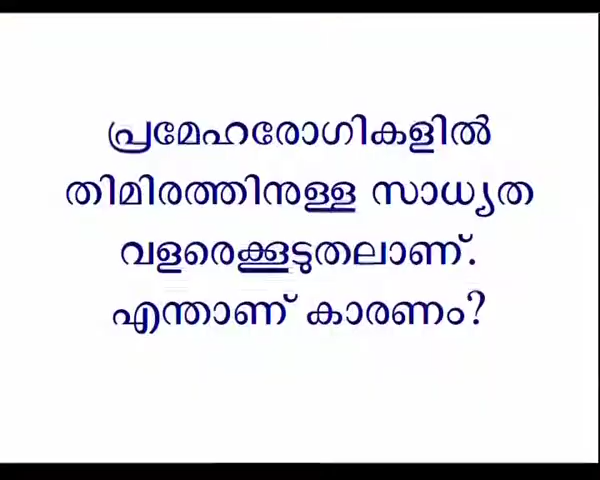 പ്രമേഹരോഗികളിൽ
തിമിരത്തിനുള്ള സാധ്യത
വളരെക്കൂടുതലാണ്.
എന്താണ് കാരണം?